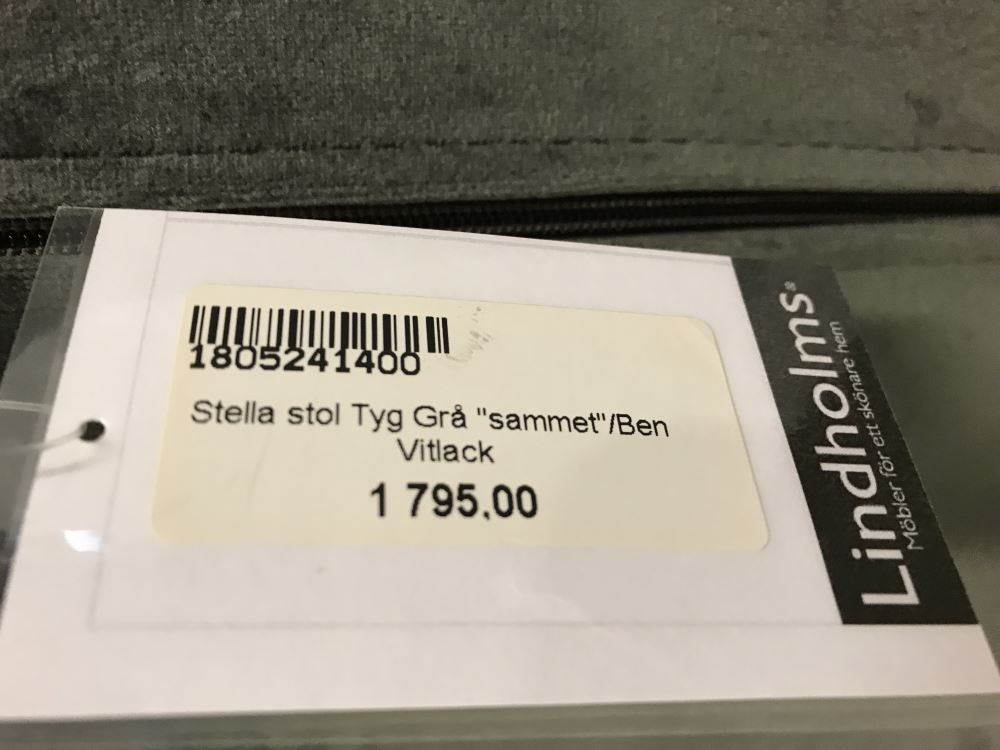 1805241400
Stella stol Tyg Grå "sammet"/Ben
Vitlack
1 795,00
Lindholms®
Möbler för ett skönare hem